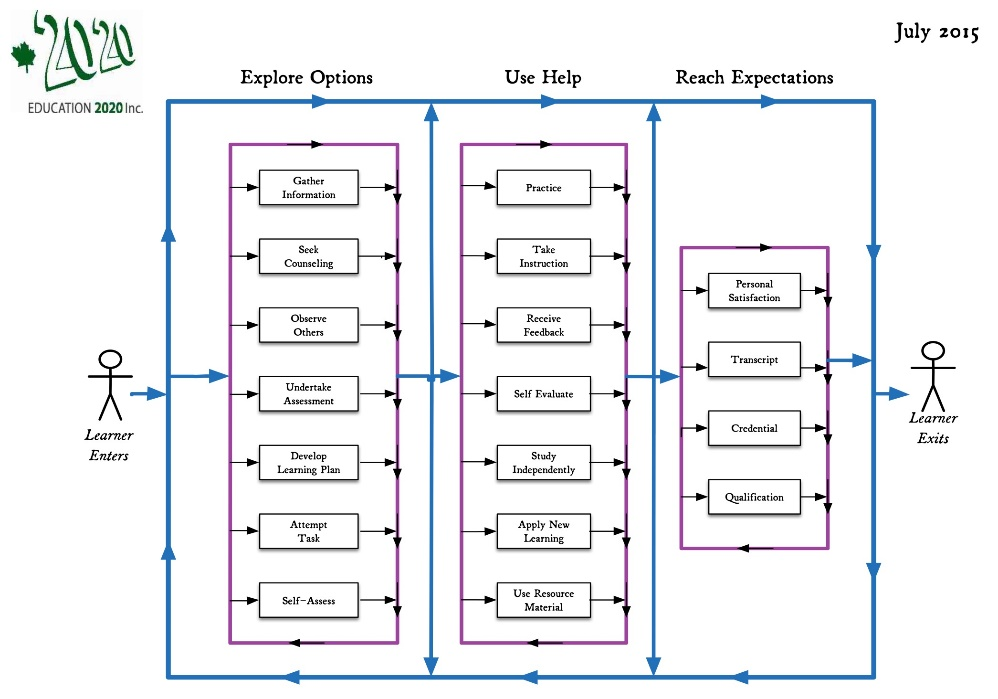 2020
EDUCATION 2020 Inc.
July 2015
Explore Options
Use Help
Reach Expectations
Learner
Enters
Gather
Information
Seek
Counseling
Observe
Others
Undertake
Assessment
Develop
Learning Plan
Attempt
Task
Self-Assess
Practice
Take
Instruction
Receive
Feedback
Self Evaluate
Study
Independently
Apply New
Learning
Use Resource
Material
Personal
Satisfaction
Transcript
Credential
Qualification
Learner
Exits